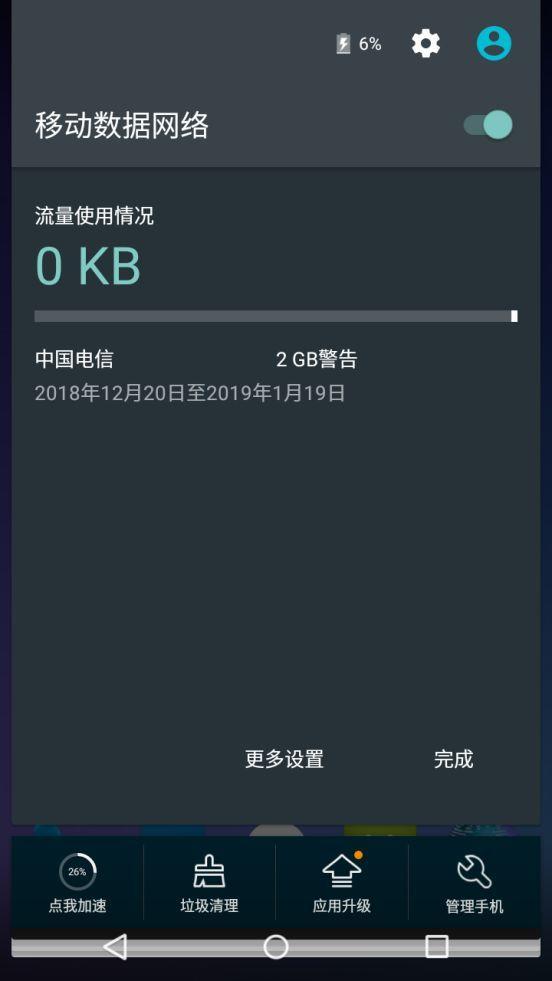 6%
移动数据网络
流量使用情况
0 KB
中国电信 2 GB警告
2018年12月20日至2019年1月19日
更多设置 完成
26%
点我加速 垃圾清理 应用升级 管理手机